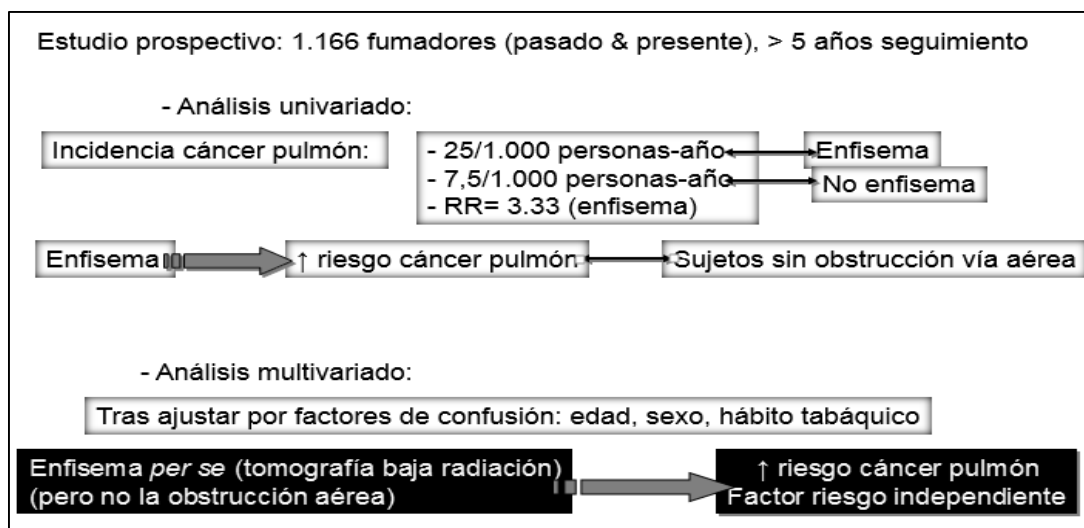 Estudio prospectivo: 1.166 fumadores (pasado & presente), > 5 años seguimiento
- Análisis univariado:
Incidencia cáncer pulmón:
- 25/1.000 personas-año
Enfisema
- 7,5/1.000 personas-año
No enfisema
- RR= 3.33 (enfisema)
Enfisema
↑ riesgo cáncer pulmón
Sujetos sin obstrucción vía aérea
- Análisis multivariado:
Tras ajustar por factores de confusión: edad, sexo, hábito tabáquico
Enfisema per se (tomografía baja radiación)
(pero no la obstrucción aérea)
↑ riesgo cáncer pulmón
Factor riesgo independiente